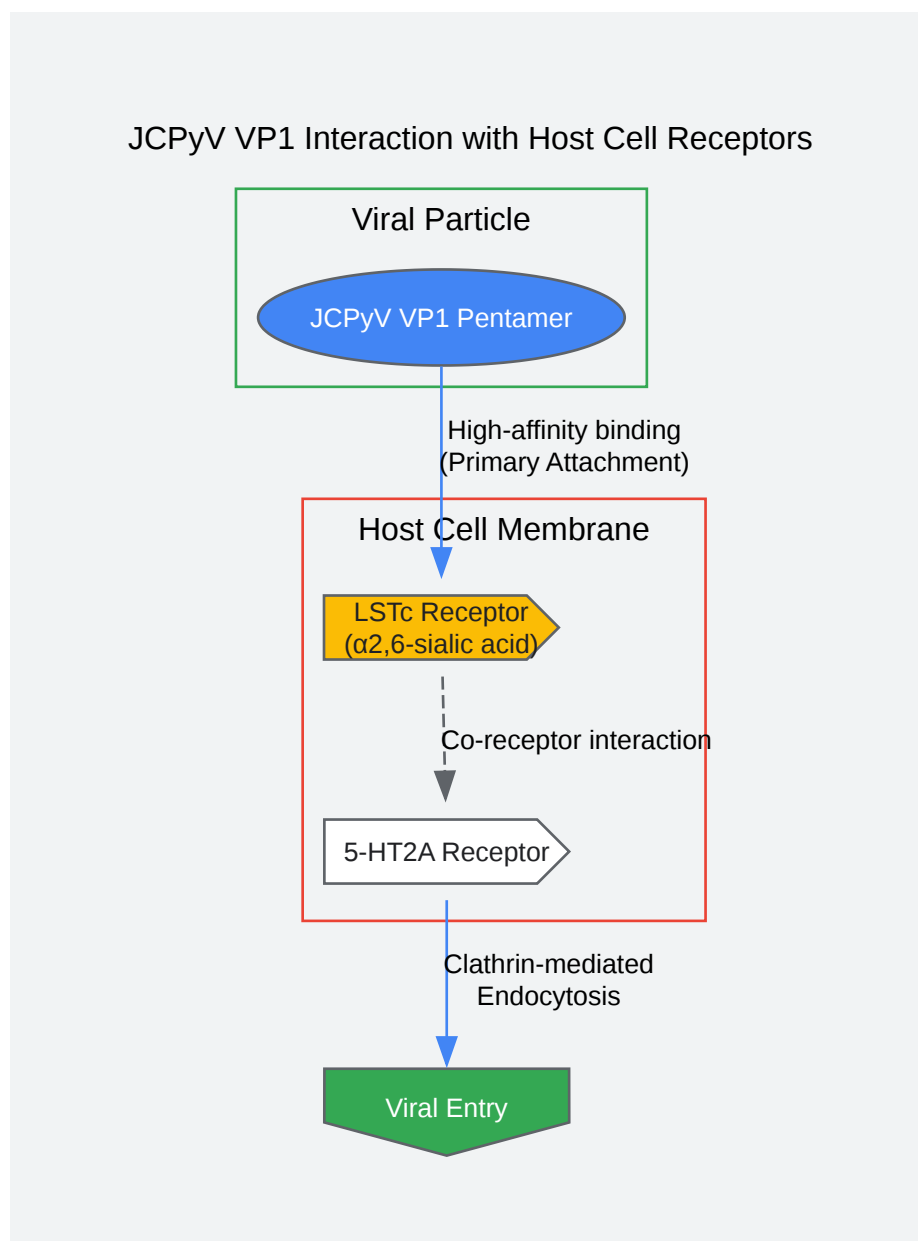 JCPyV VP1 Interaction with Host Cell Receptors
Viral Particle
JCPyV VP1 Pentamer
High-affinity binding
(Primary Attachment)
Host Cell Membrane
LSTc Receptor
(α2,6-sialic acid)
Co-receptor interaction
5-HT2A Receptor
Clathrin-mediated
Endocytosis
Viral Entry